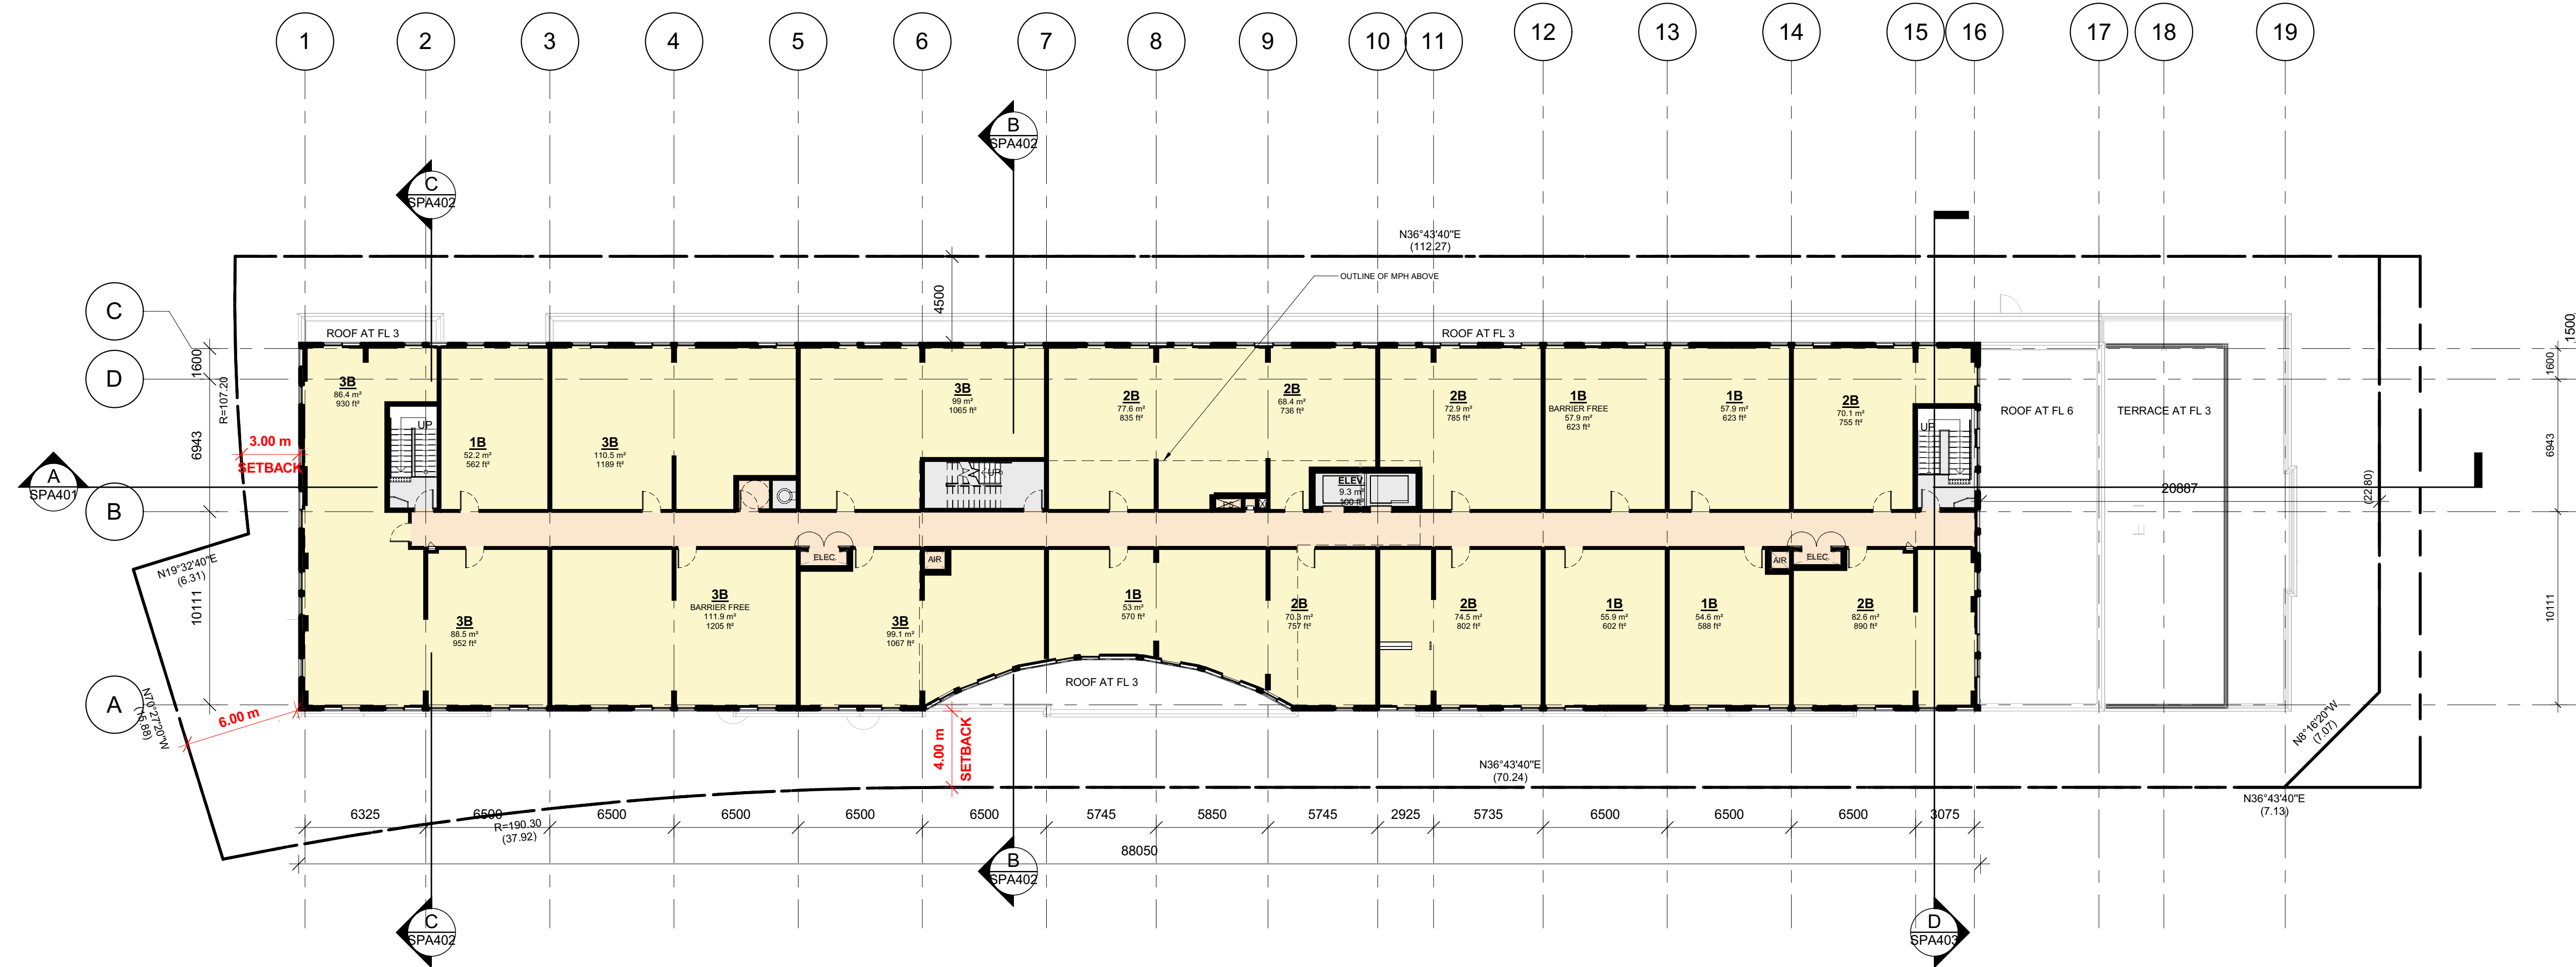 1
2
3
4
5
6
7
8
9
10
11
12
13
14
15
16
17
18
19
B
SPA402
C
SPA402
N36°43'40"E
(112.27)
OUTLINE OF MPH ABOVE
4500
C
D
B
A
1600
6943
10111
R=107.20
3.00 m
SETBACK
A
SPA401
N19°32'40"E
(6.31)
N70°27'20"W
6.00 m
ROOF AT FL 3
ROOF AT FL 3
1500
1600
6943
10111
3B
86.4 m²
930 ft²
UP
1B
52.2 m²
562 ft²
3B
110.5 m²
1189 ft²
3B
99 m²
1065 ft²
UP
2B
77.6 m²
835 ft²
2B
68.4 m²
736 ft²
ELEV.
9.3 m²
100 ft²
2B
72.9 m²
785 ft²
1B
BARRIER FREE
57.9 m²
623 ft²
1B
57.9 m²
623 ft²
2B
70.1 m²
755 ft²
UP
ROOF AT FL 6
TERRACE AT FL 3
20887
(22.80)
ELEC.
AIR
AIR
ELEC.
3B
88.5 m²
952 ft²
3B
BARRIER FREE
111.9 m²
1205 ft²
3B
99.1 m²
1067 ft²
1B
53 m²
570 ft²
2B
70.3 m²
757 ft²
2B
74.5 m²
802 ft²
1B
55.9 m²
602 ft²
1B
54.6 m²
588 ft²
2B
82.6 m²
890 ft²
ROOF AT FL 3
4.00 m
SETBACK
N36°43'40"E
(70.24)
N8°16'20"W
(7.07)
N36°43'40"E
(7.13)
R=190.30
(37.92)
6325
6500
6500
6500
6500
6500
5745
5850
5745
2925
5735
6500
6500
6500
3075
88050
B
SPA402
C
SPA402
D
SPA403